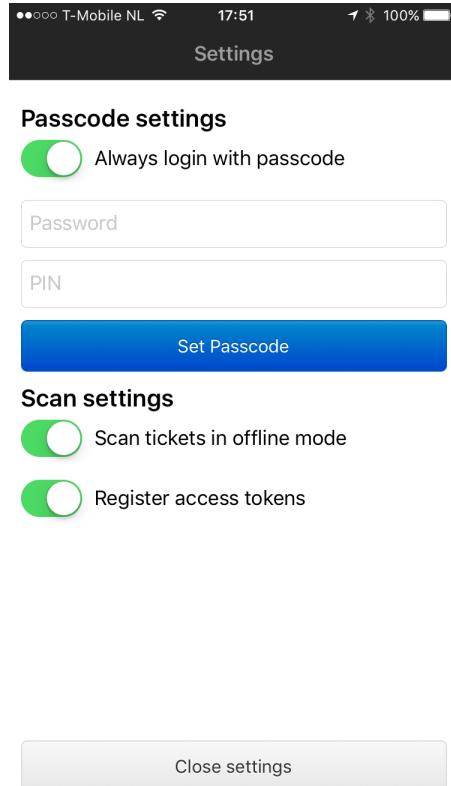 T-Mobile NL 17:51 100%
Settings
Passcode settings
Always login with passcode
Password
PIN
Set Passcode
Scan settings
Scan tickets in offline mode
Register access tokens
Close settings